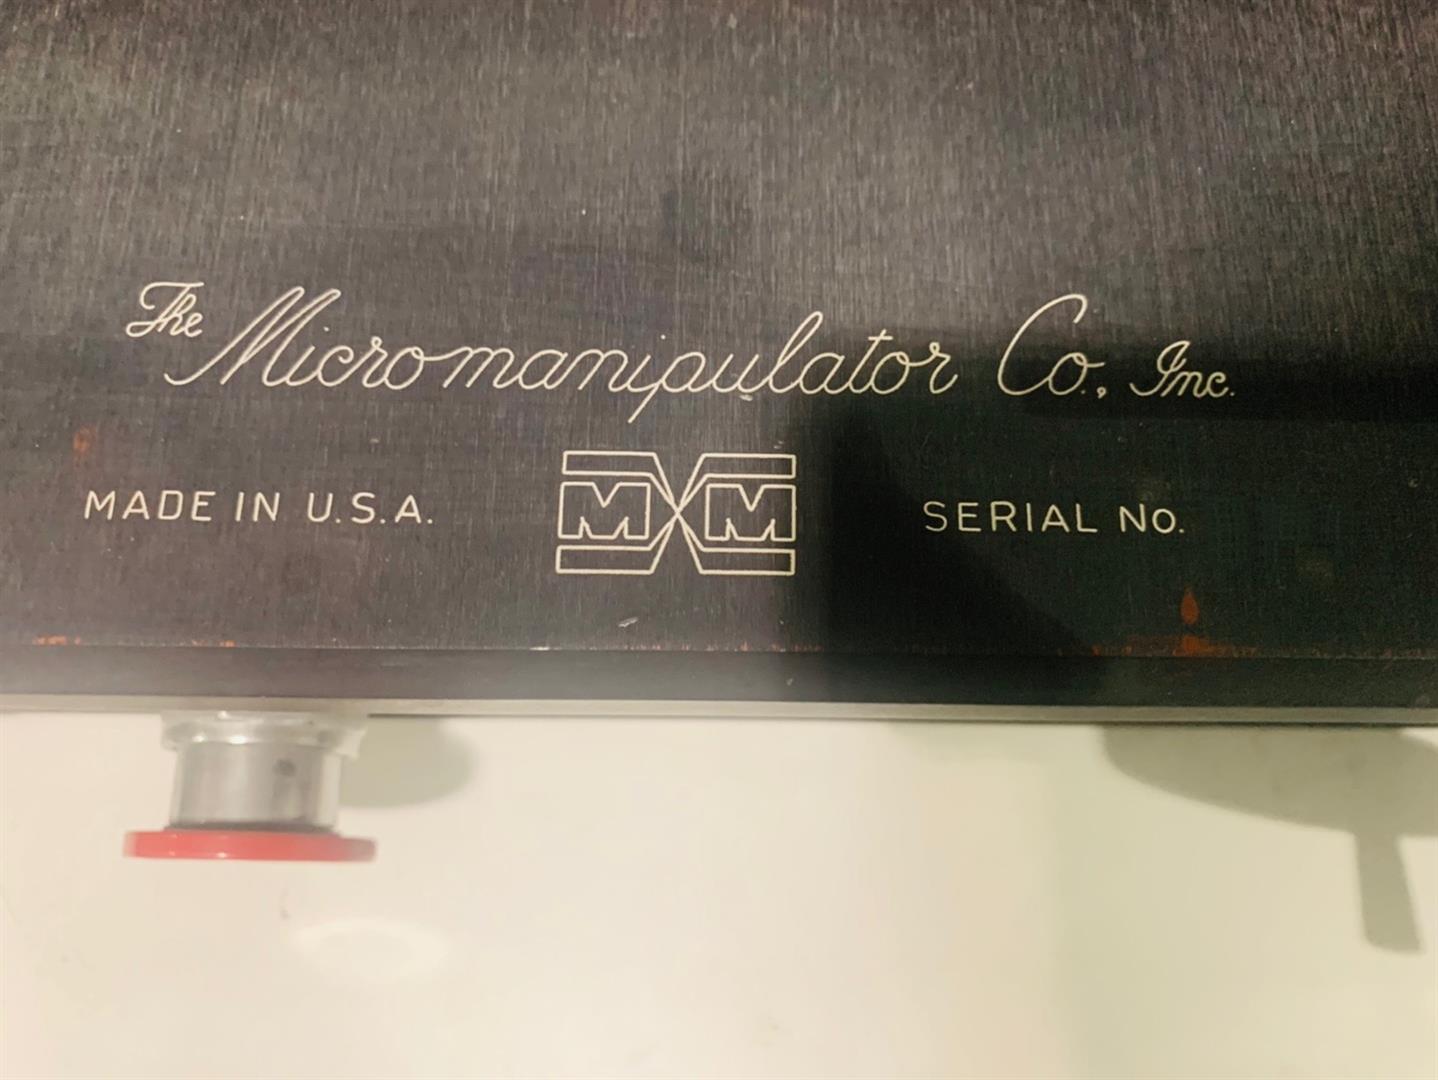 The Micromanipulator Co., Inc.
MADE IN U.S.A. MM SERIAL No.